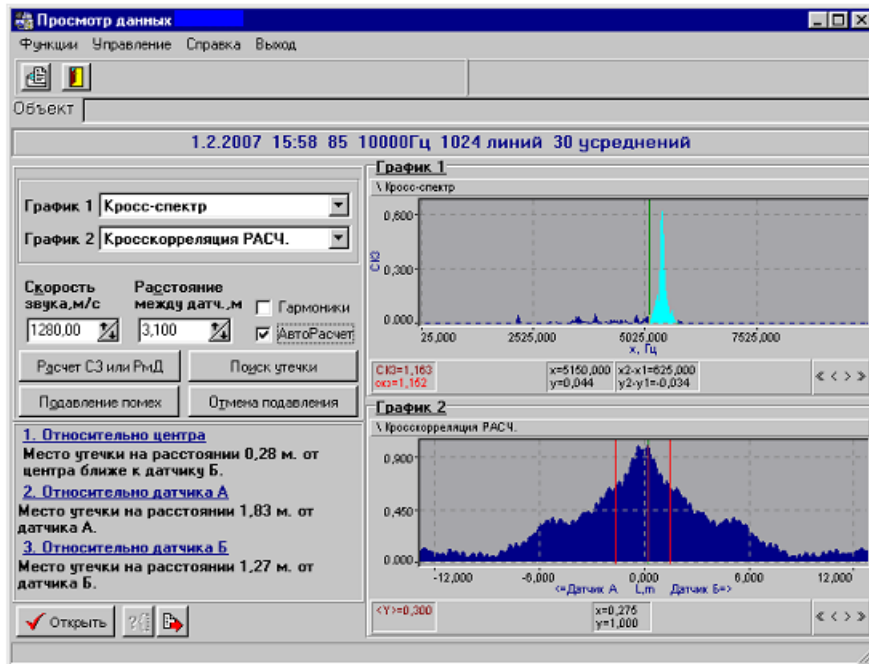 Просмотр данных
Функции Управление Справка Выход
Объект
1.2.2007 15:58 85 10000Гц 1024 линий 30 усреднений
График 1 Кросс-спектр
График 2 Кросскорреляция РАСЧ.
Скорость звука,м/с
Расстояние между датч.,м
Гармоники
1280,00
3,100
АвтоРасчет
Расчет СЗ или РмД
Поиск утечки
Подавление помех
Отмена подавления
1. Относительно центра
Место утечки на расстоянии 0,28 м. от
центра ближе к датчику Б.
2. Относительно датчика А
Место утечки на расстоянии 1,83 м. от
датчика А.
3. Относительно датчика Б
Место утечки на расстоянии 1,27 м. от
датчика Б.
Открыть
График 1
\ Кросс-спектр
СКЗ
0,600
0,300
0,000
25,000 2525,000 5025,000 7525,000
x, Гц
СКЗ=1,163
скз=1,152
x=5150,000
y=0,044
x2-x1=625,000
y2-y1=-0,034
График 2
\ Кросскорреляция РАСЧ.
0,900
0,450
0,000
-12,000 -6,000 0,000 6,000 12,000
<=Датчик А L,m Датчик Б=>
<Y>=0,300
x=0,275
y=1,000